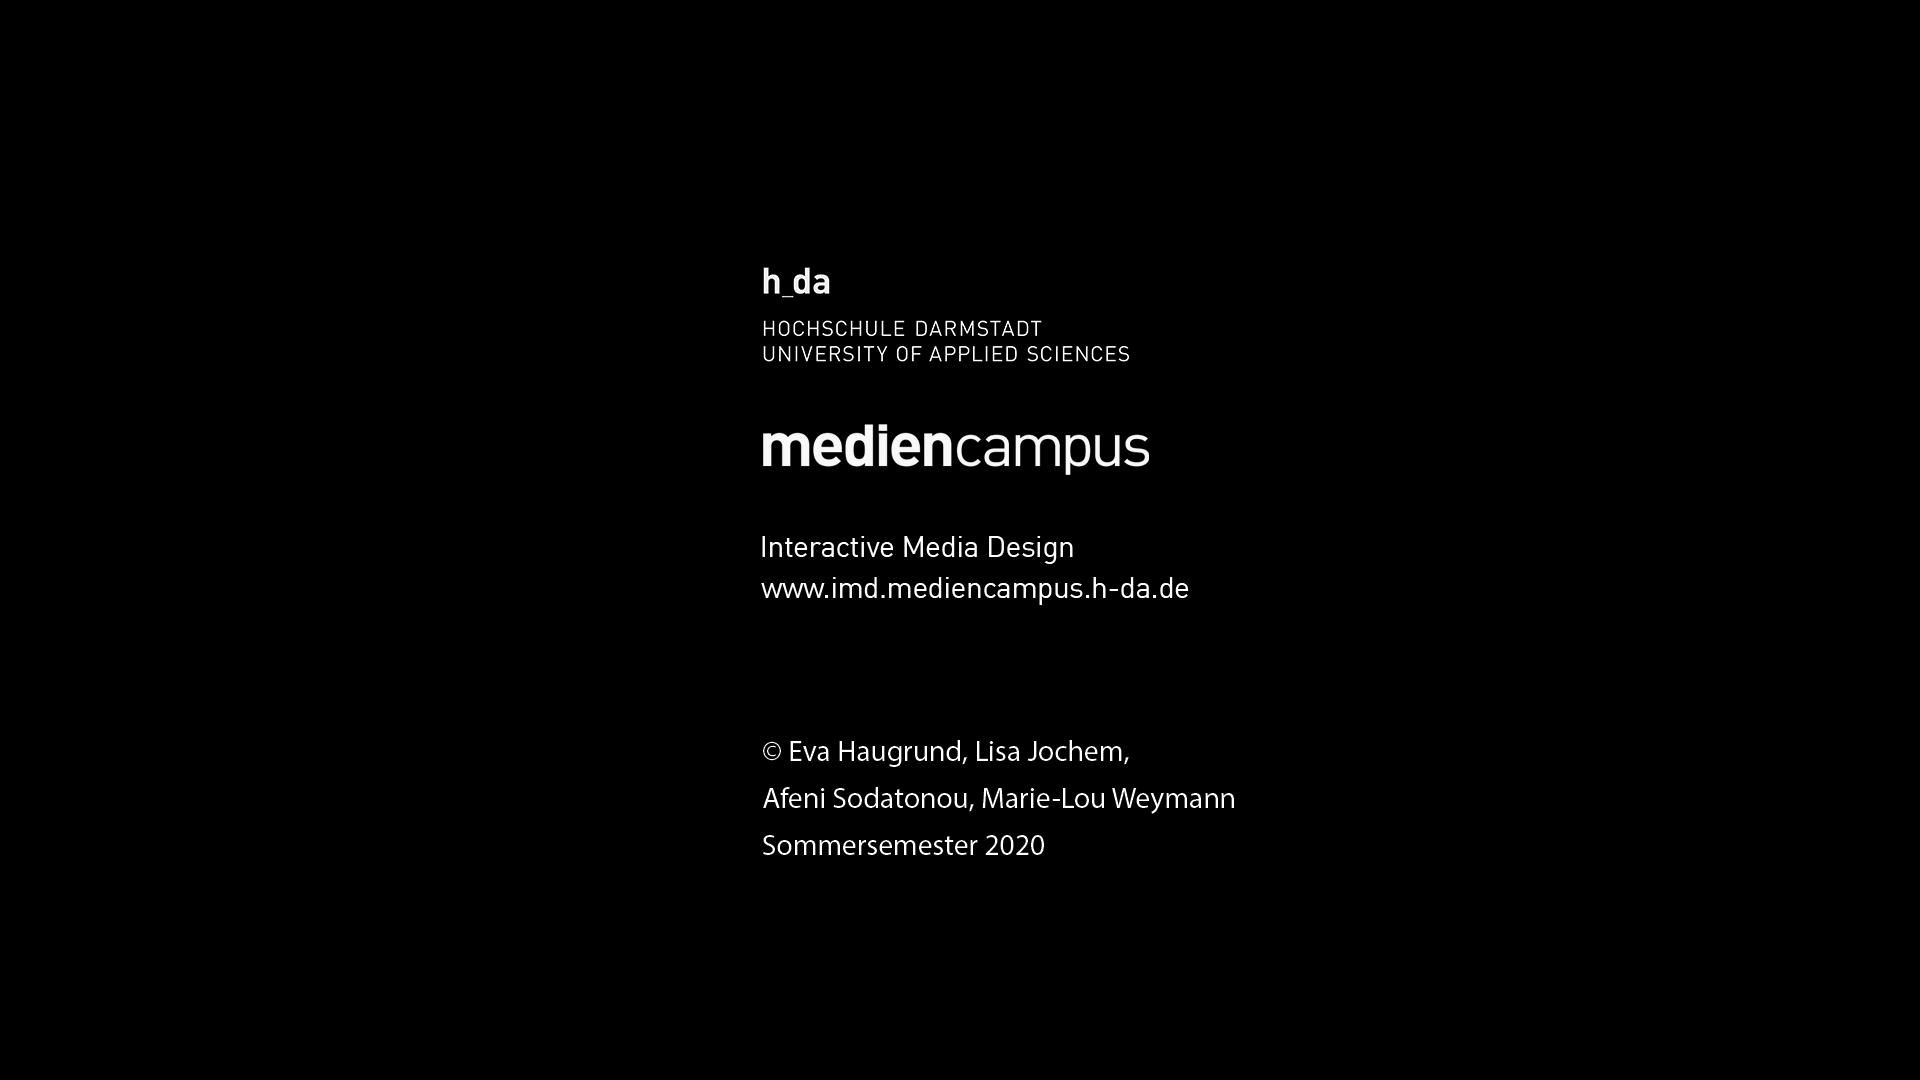 h_da
HOCHSCHULE DARMSTADT
UNIVERSITY OF APPLIED SCIENCES
mediencampus
Interactive Media Design
www.imd.mediencampus.h-da.de
© Eva Haugrund, Lisa Jochem,
Afeni Sodatonou, Marie-Lou Weymann
Sommersemester 2020